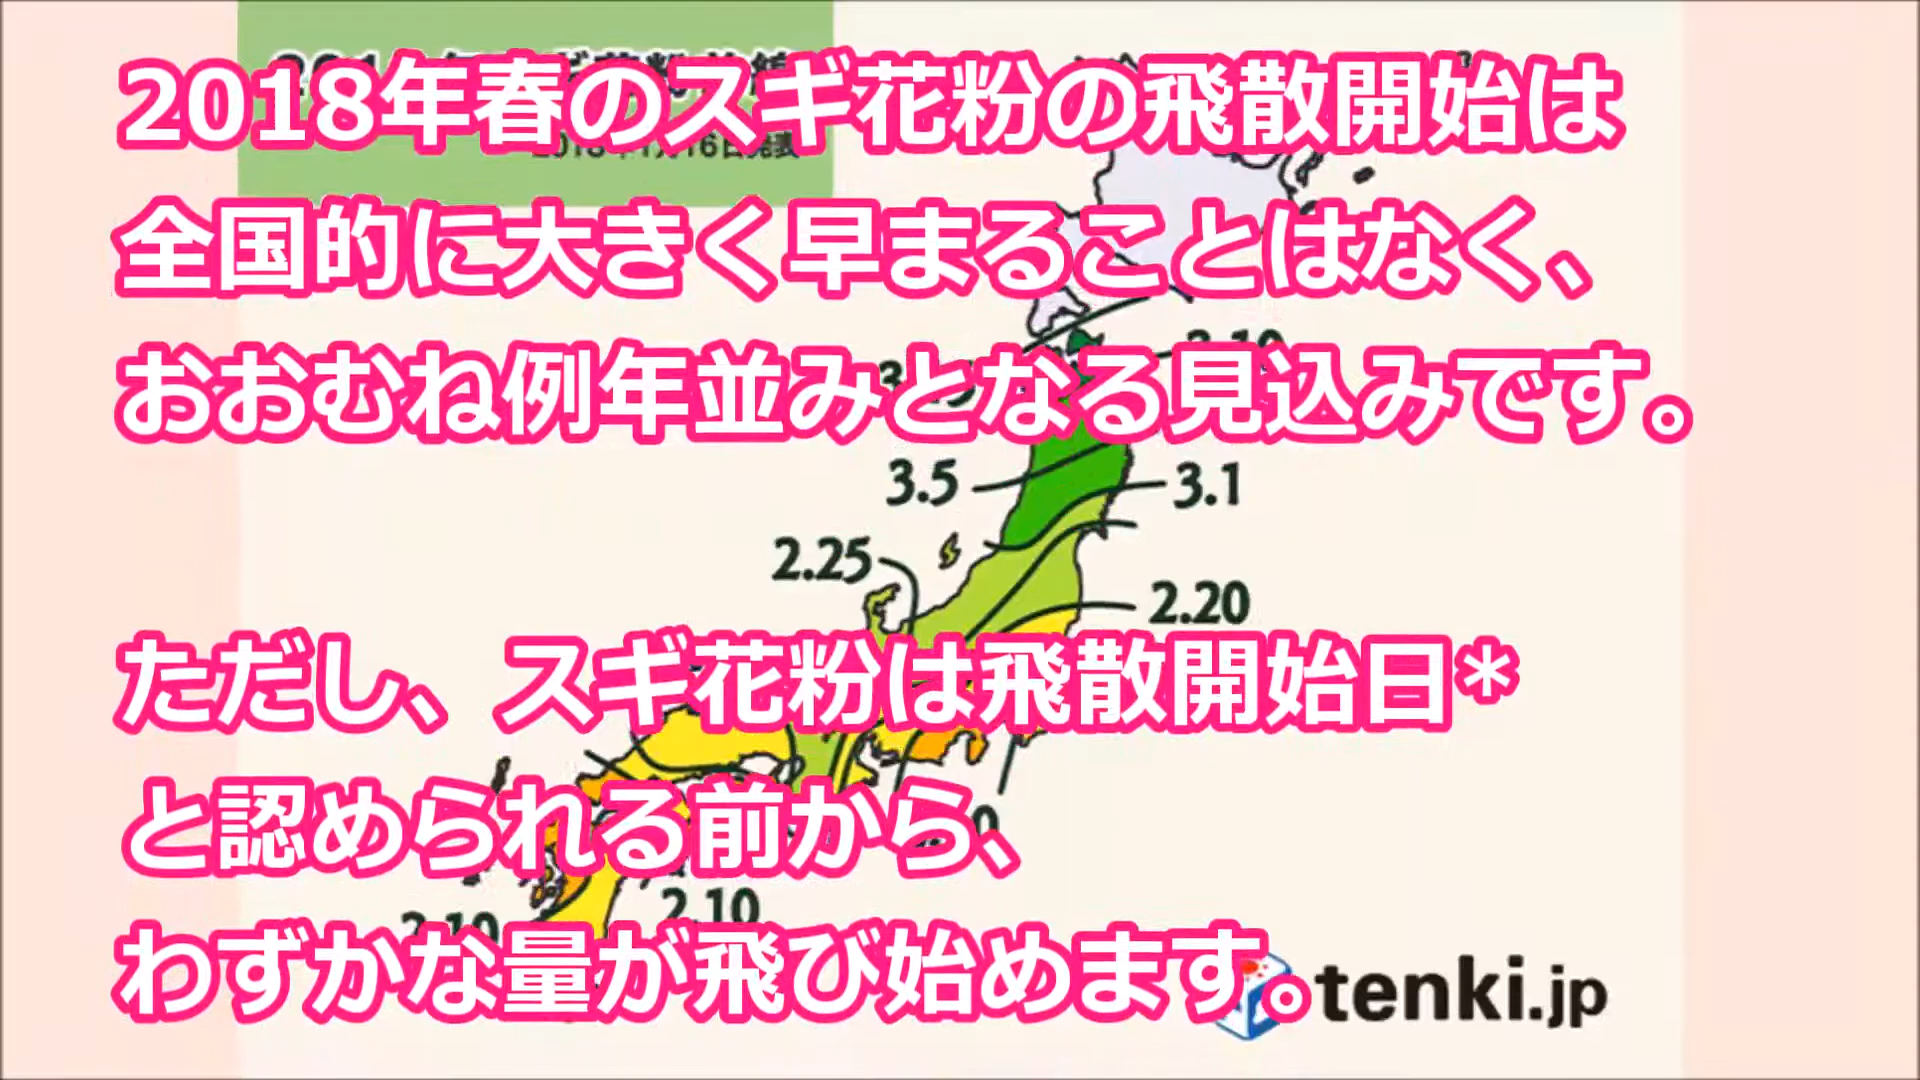 2018年春のスギ花粉の飛散開始は
全国的に大きく早まることはなく、
おおむね例年並みとなる見込みです。
3.5
3.1
2.25
2.20
ただし、スギ花粉は飛散開始日*
と認められる前から、
2.10
2.10
わずかな量が飛び始めます。
tenki.jp